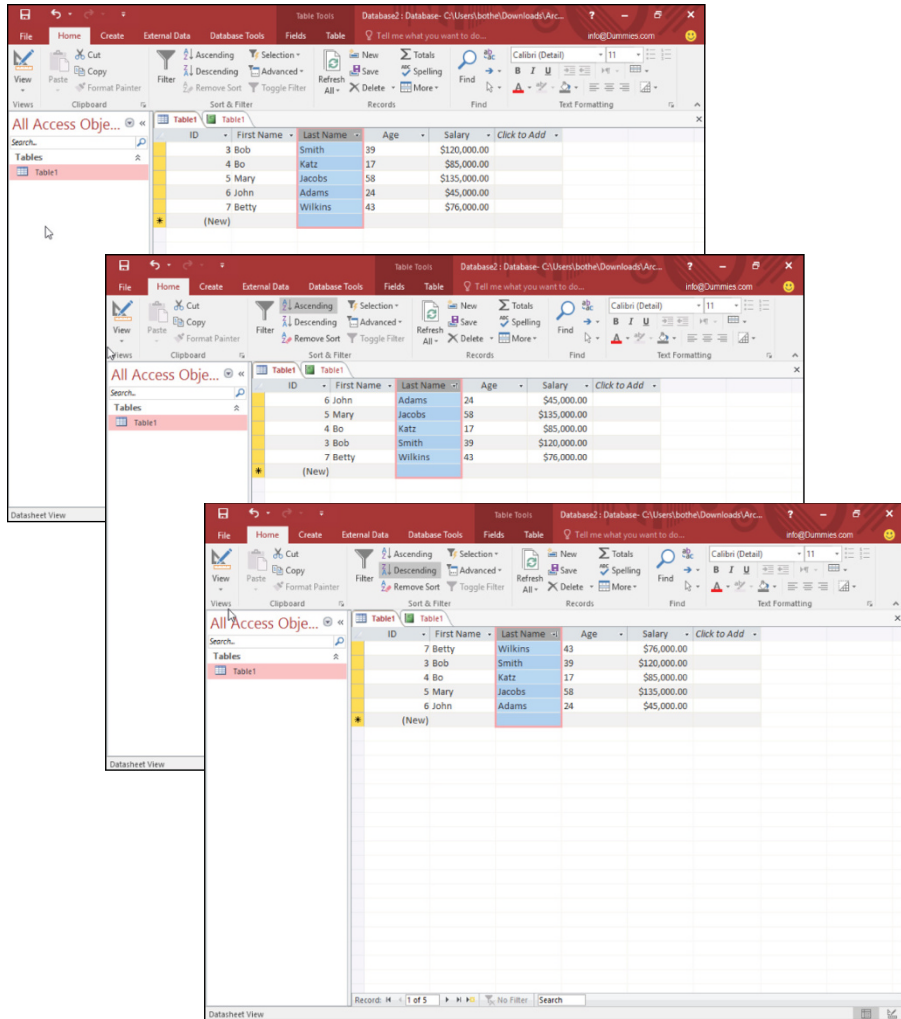 Table Tools Database2 : Database- C:\Users\bothe\Downloads\Arc... ?
File Home Create External Data Database Tools Fields Table Tell me what you want to do... info@Dummies.com
Cut Ascending Selection New Totals Calibri (Detail) 11
View Paste Copy Filter Descending Advanced Refresh All Save Spelling Find B I U
Format Painter Remove Sort Toggle Filter Delete More A
Views Clipboard Sort & Filter Records Find Text Formatting
All Access Obje... Table1 Table1
Search.. ID First Name Last Name Age Salary Click to Add
Tables 3 Bob Smith 39 $120,000.00
Table1 4 Bo Katz 17 $85,000.00
5 Mary Jacobs 58 $135,000.00
6 John Adams 24 $45,000.00
7 Betty Wilkins 43 $76,000.00
* (New)
Datasheet View
Table Tools Database2 : Database- C:\Users\bothe\Downloads\Arc... ?
File Home Create External Data Database Tools Fields Table Tell me what you want to do... info@Dummies.com
Cut Ascending Selection New Totals Calibri (Detail) 11
View Paste Copy Filter Descending Advanced Refresh All Save Spelling Find B I U
Format Painter Remove Sort Toggle Filter Delete More A
Views Clipboard Sort & Filter Records Find Text Formatting
All Access Obje... Table1 Table1
Search.. ID First Name Last Name Age Salary Click to Add
Tables 6 John Adams 24 $45,000.00
Table1 5 Mary Jacobs 58 $135,000.00
4 Bo Katz 17 $85,000.00
3 Bob Smith 39 $120,000.00
7 Betty Wilkins 43 $76,000.00
* (New)
Datasheet View
Table Tools Database2 : Database- C:\Users\bothe\Downloads\Arc... ?
File Home Create External Data Database Tools Fields Table Tell me what you want to do... info@Dummies.com
Cut Ascending Selection New Totals Calibri (Detail) 11
View Paste Copy Filter Descending Advanced Refresh All Save Spelling Find B I U
Format Painter Remove Sort Toggle Filter Delete More A
Views Clipboard Sort & Filter Records Find Text Formatting
All Access Obje... Table1 Table1
Search.. ID First Name Last Name Age Salary Click to Add
Tables 7 Betty Wilkins 43 $76,000.00
Table1 3 Bob Smith 39 $120,000.00
4 Bo Katz 17 $85,000.00
5 Mary Jacobs 58 $135,000.00
6 John Adams 24 $45,000.00
* (New)
Record: 1 of 5 No Filter Search
Datasheet View